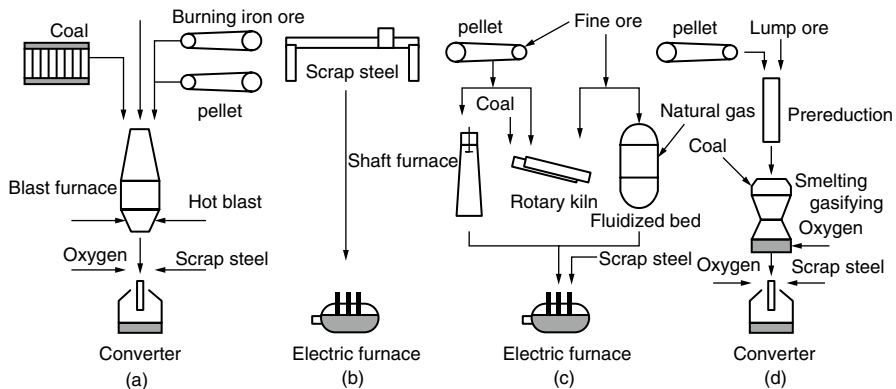 Coal
Burning iron ore
pellet
Blast furnace
Hot blast
Oxygen
Scrap steel
Converter
(a)
Scrap steel
Electric furnace
(b)
pellet
Fine ore
Coal
Natural gas
Shaft furnace
Rotary kiln
Fluidized bed
Scrap steel
Electric furnace
(c)
pellet
Lump ore
Prereduction
Coal
Smelting
gasifying
Oxygen
Oxygen
Scrap steel
Converter
(d)